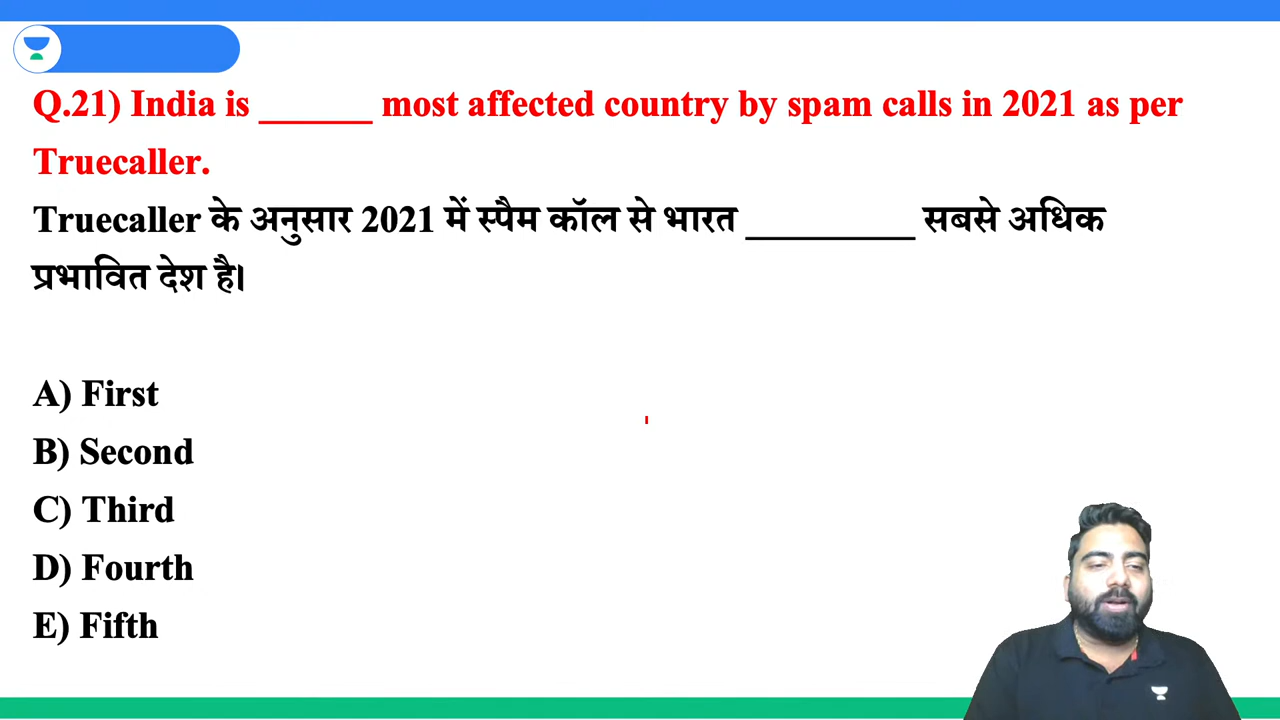 Q.21) India is ______ most affected country by spam calls in 2021 as per
Truecaller.
Truecaller के अनुसार 2021 में स्पैम कॉल से भारत _________ सबसे अधिक
प्रभावित देश है।
A) First
B) Second
C) Third
D) Fourth
E) Fifth